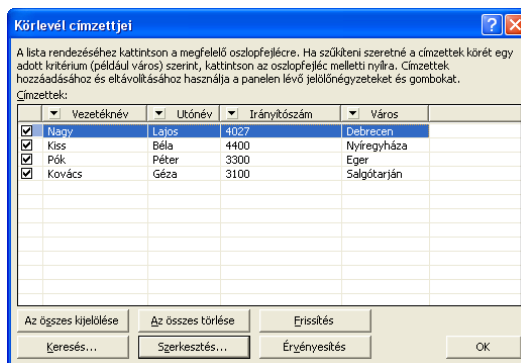 Körlevél címzettjei
A lista rendezéséhez kattintson a megfelelő oszlopfejlécre. Ha szűkíteni szeretné a címzettek körét egy
adott kritérium (például város) szerint, kattintson az oszlopfejléc melletti nyílra. Címzettek
hozzáadásához és eltávolításához használja a panelen lévő jelölőnégyzeteket és gombokat.
Címzettek:
Vezetéknév Utónév Irányítószám Város
Nagy Lajos 4027 Debrecen
Kiss Béla 4400 Nyíregyháza
Pók Péter 3300 Eger
Kovács Géza 3100 Salgótarján
Az összes kijelölése Az összes törlése Frissítés
Keresés... Szerkesztés... Érvényesítés OK